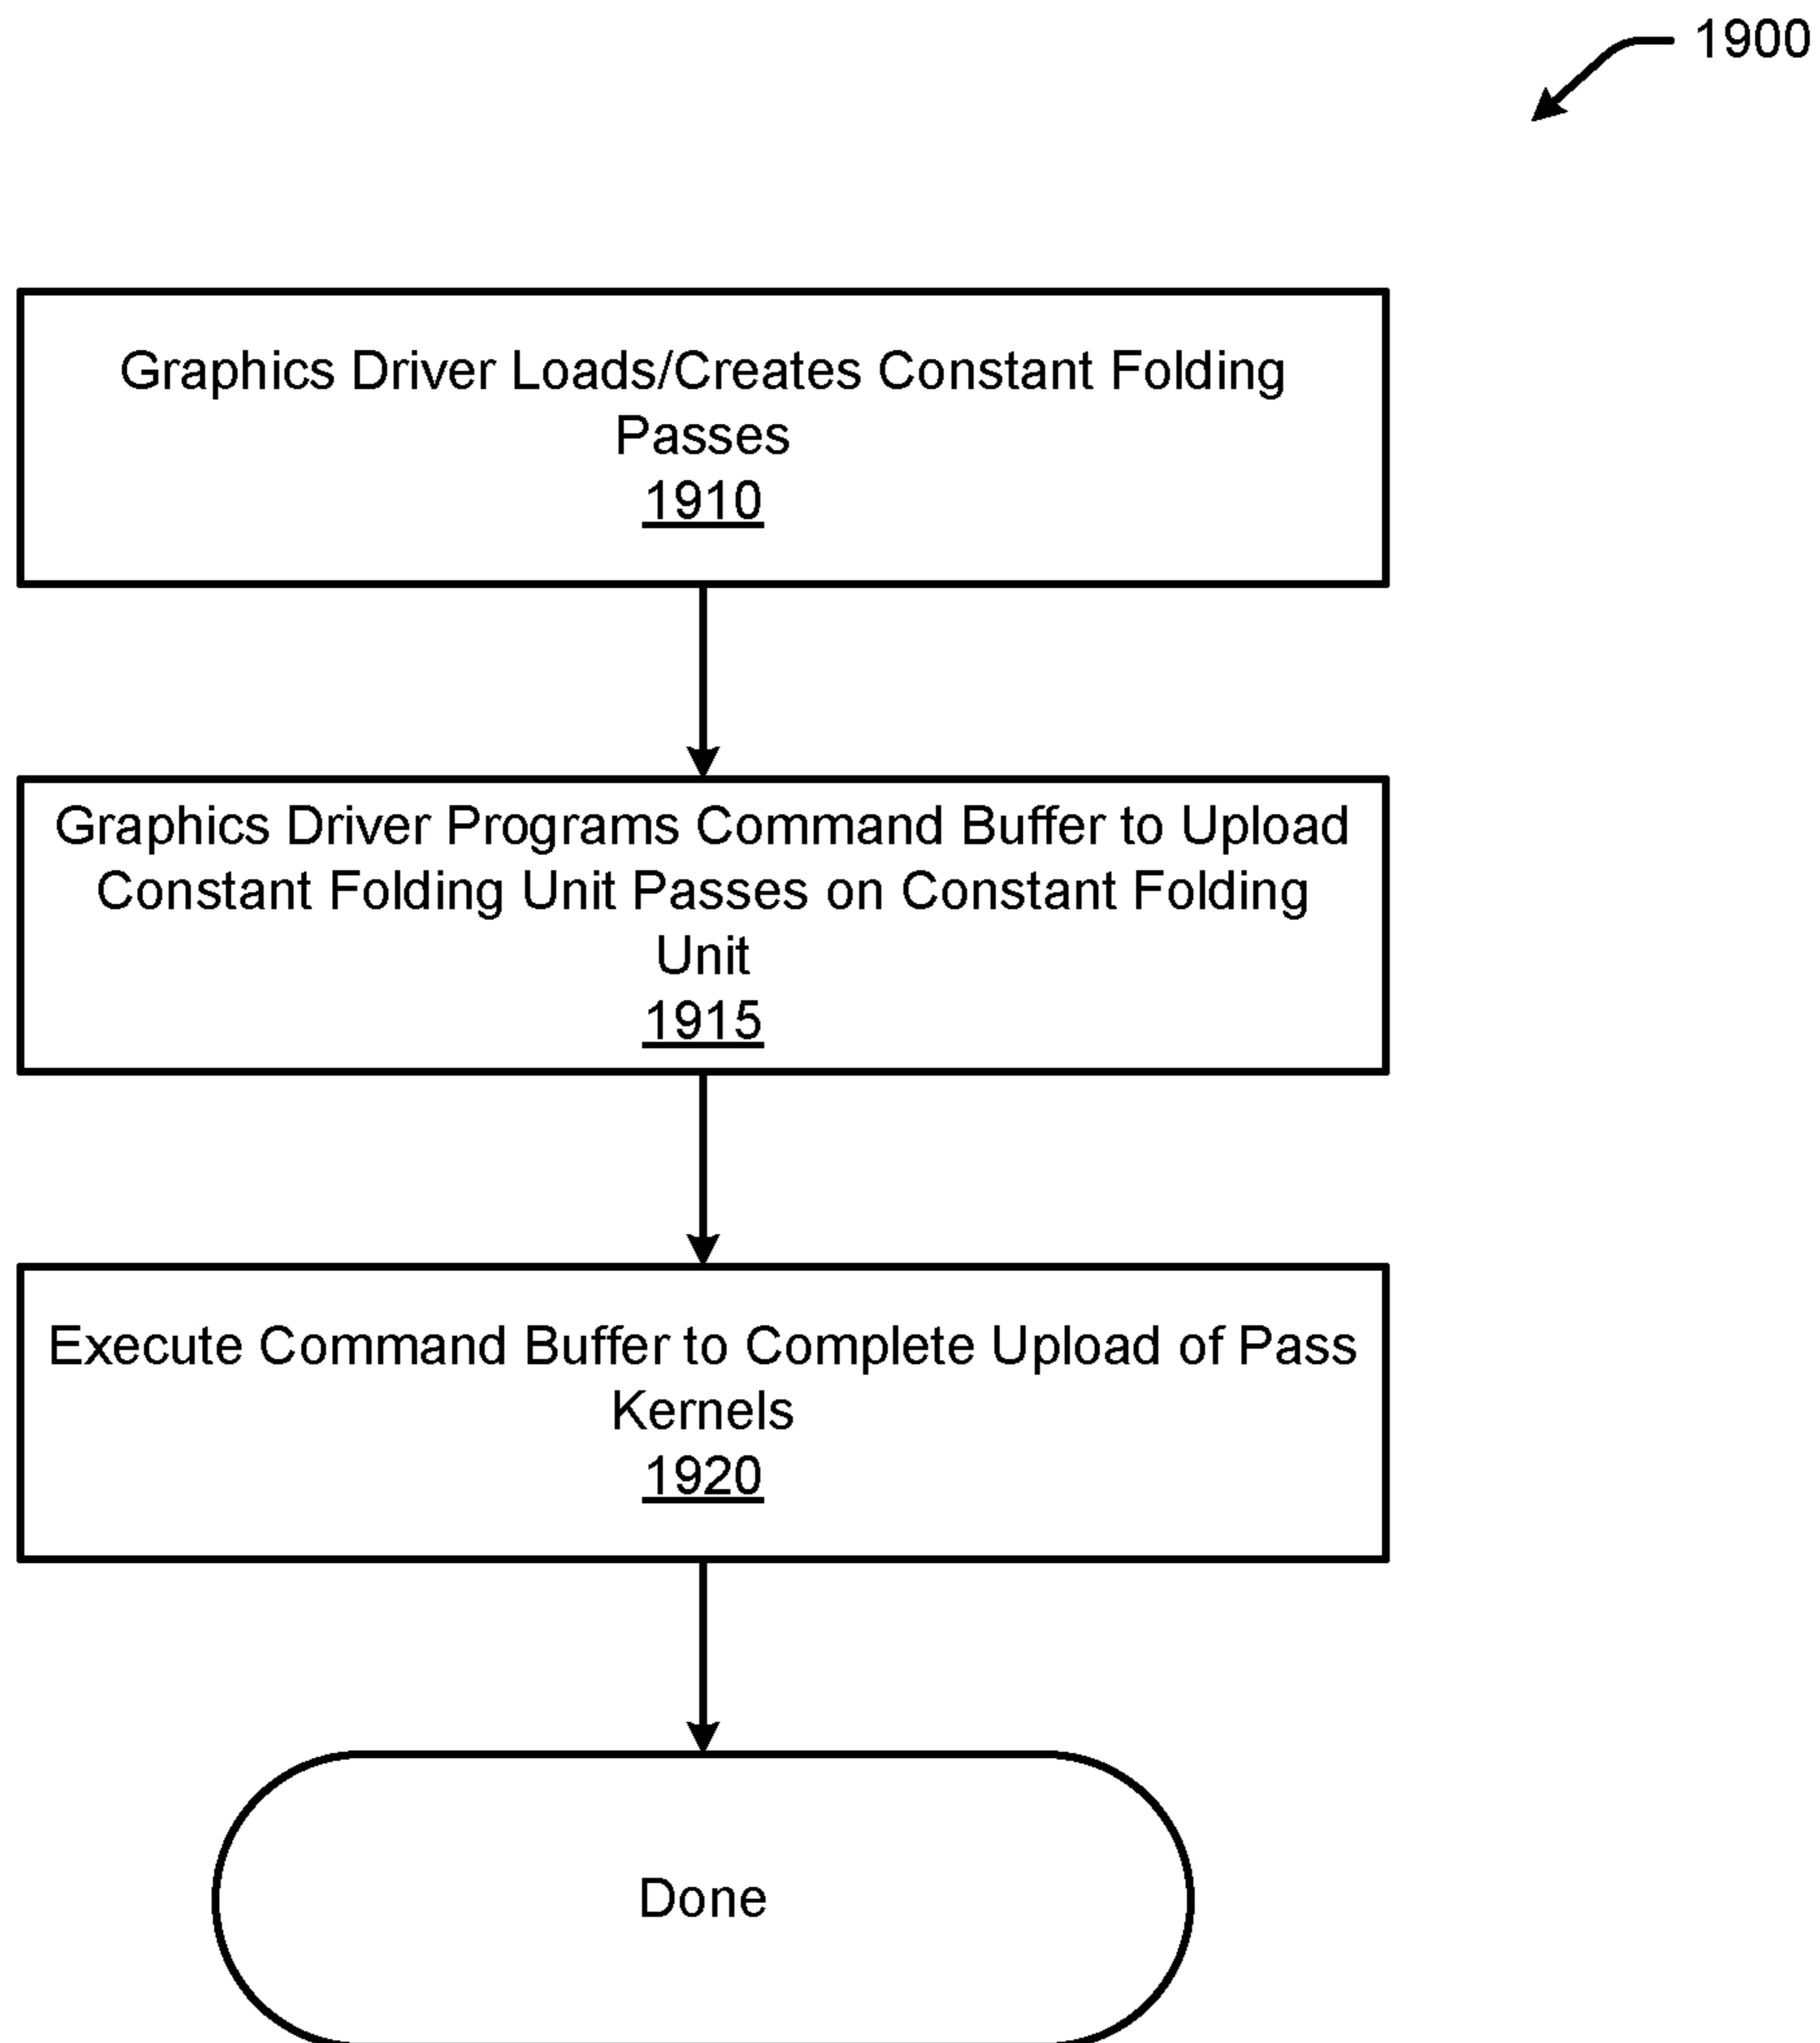 1900
Graphics Driver Loads/Creates Constant Folding
Passes
1910
Graphics Driver Programs Command Buffer to Upload
Constant Folding Unit Passes on Constant Folding
Unit
1915
Execute Command Buffer to Complete Upload of Pass
Kernels
1920
Done